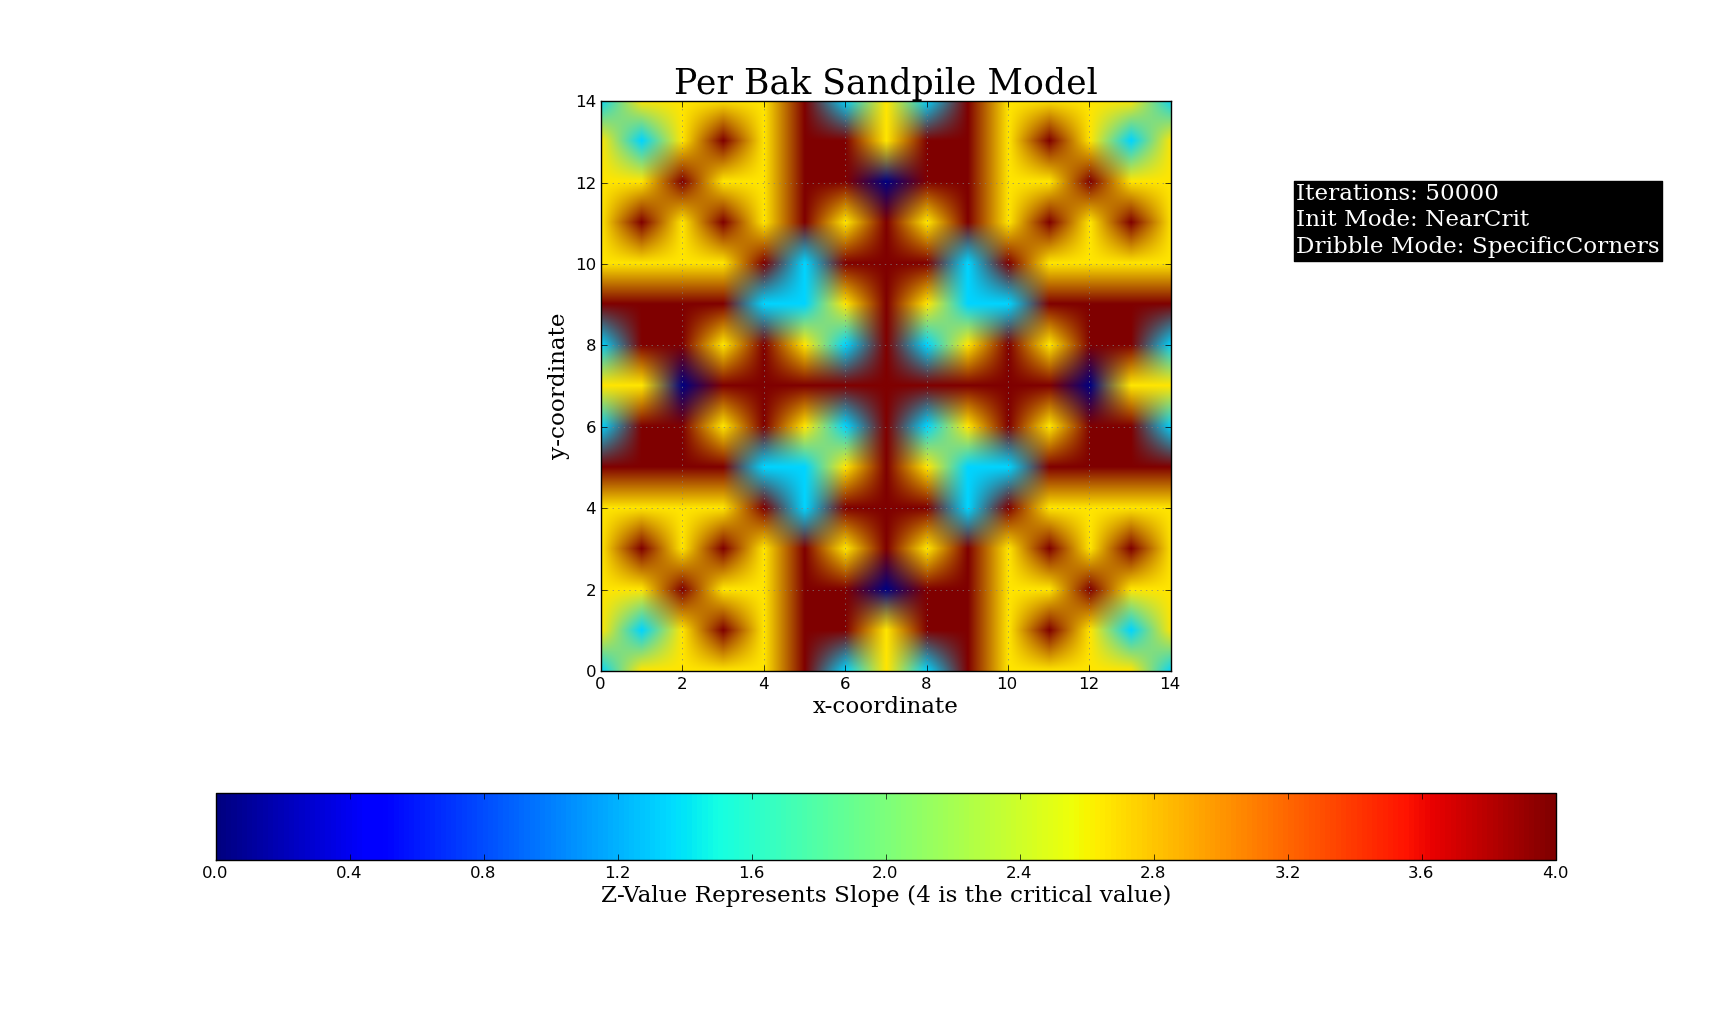 Per Bak Sandpile Model
14
12
10
8
6
4
2
0
y-coordinate
0 2 4 6 8 10 12 14
x-coordinate
Iterations: 50000
Init Mode: NearCrit
Dribble Mode: SpecificCorners
0.0 0.4 0.8 1.2 1.6 2.0 2.4 2.8 3.2 3.6 4.0
Z-Value Represents Slope (4 is the critical value)